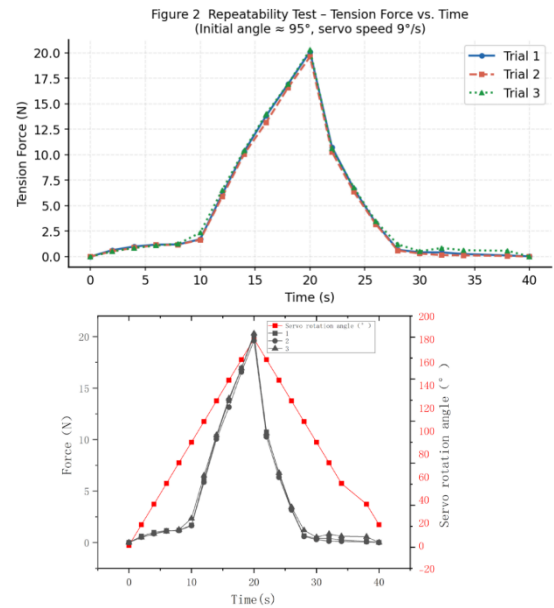 Figure 2  Repeatability Test – Tension Force vs. Time
(Initial angle ≈ 95°, servo speed 9°/s)
Tension Force (N)
20.0
17.5
15.0
12.5
10.0
7.5
5.0
2.5
0.0
Trial 1
Trial 2
Trial 3
0 5 10 15 20 25 30 35 40
Time (s)
Force (N)
20
15
10
5
0
Servo rotation angle (°)
1
2
3
200
180
160
140
120
100
80
60
40
20
0
-20
Servo rotation angle (°)
0 10 20 30 40
Time(s)